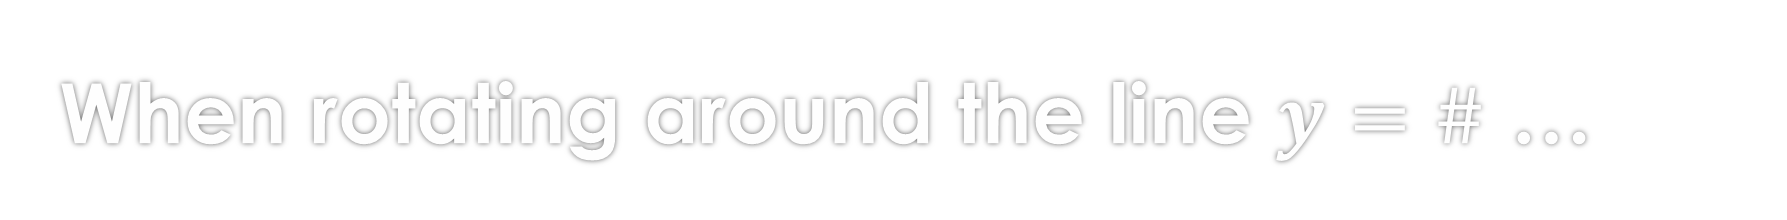 When rotating around the line y = # ...